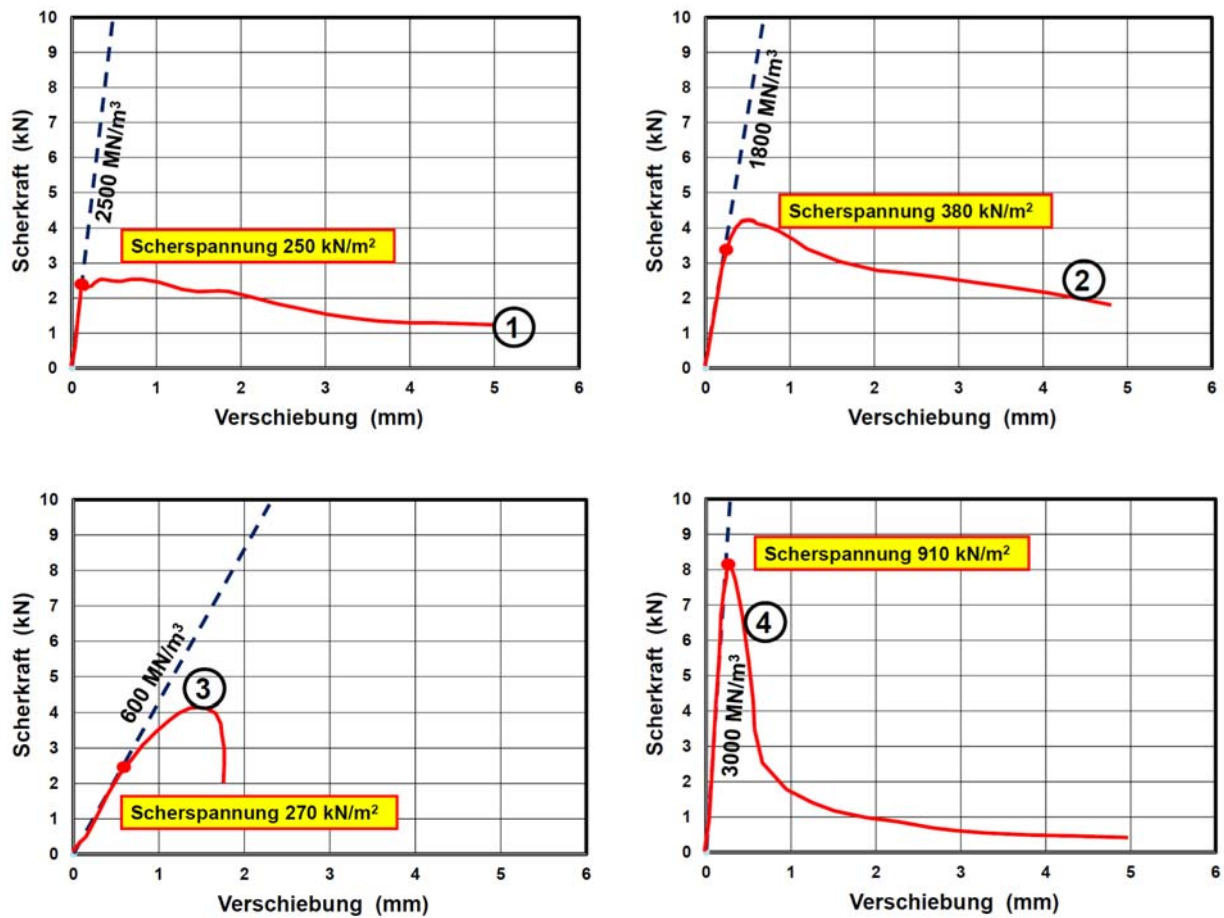 10
9
8
7
6
5
4
3
2
1
0
Scherkraft (kN)
2500 MN/m³
Scherspannung 250 kN/m²
1
0 1 2 3 4 5 6
Verschiebung (mm)
10
9
8
7
6
5
4
3
2
1
0
Scherkraft (kN)
1800 MN/m³
Scherspannung 380 kN/m²
2
0 1 2 3 4 5 6
Verschiebung (mm)
10
9
8
7
6
5
4
3
2
1
0
Scherkraft (kN)
600 MN/m³
3
Scherspannung 270 kN/m²
0 1 2 3 4 5 6
Verschiebung (mm)
10
9
8
7
6
5
4
3
2
1
0
Scherkraft (kN)
Scherspannung 910 kN/m²
4
3000 MN/m³
0 1 2 3 4 5 6
Verschiebung (mm)